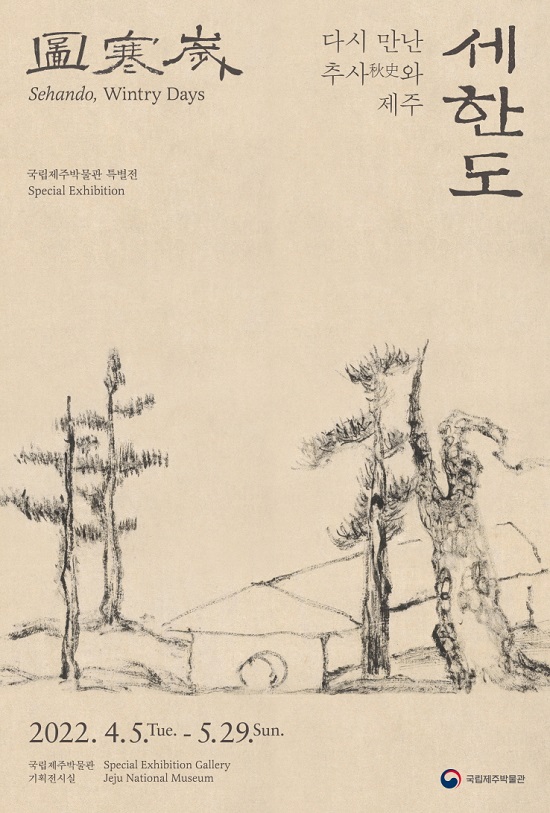 圖寒歲
Sehando, Wintry Days
국립제주박물관 특별전
Special Exhibition
다시 만난
추사秋史와
제주
세한도
2022. 4. 5.Tue. - 5.29.Sun.
국립제주박물관 Special Exhibition Gallery
기획전시실 Jeju National Museum
국립제주박물관